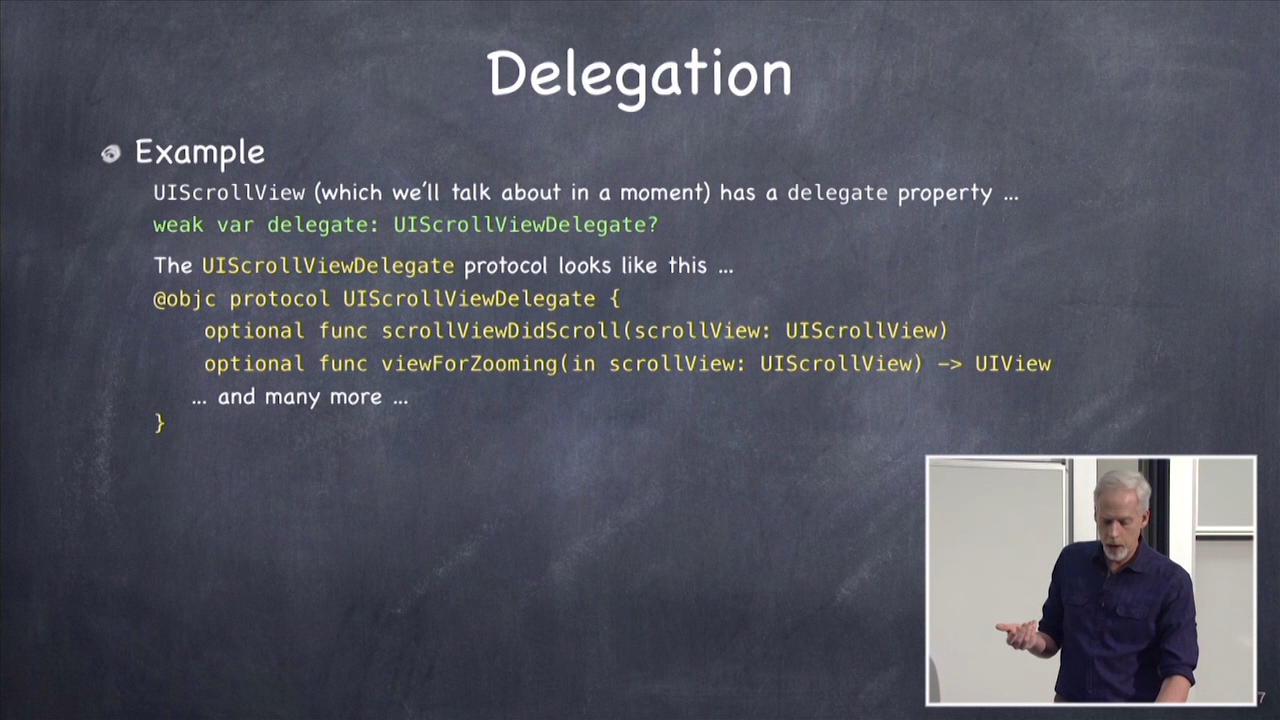 Delegation
Example
UIScrollView (which we'll talk about in a moment) has a delegate property ...
weak var delegate: UIScrollViewDelegate?
The UIScrollViewDelegate protocol looks like this ...
@objc protocol UIScrollViewDelegate {
optional func scrollViewDidScroll(scrollView: UIScrollView)
optional func viewForZooming(in scrollView: UIScrollView) -> UIView
... and many more ...
}